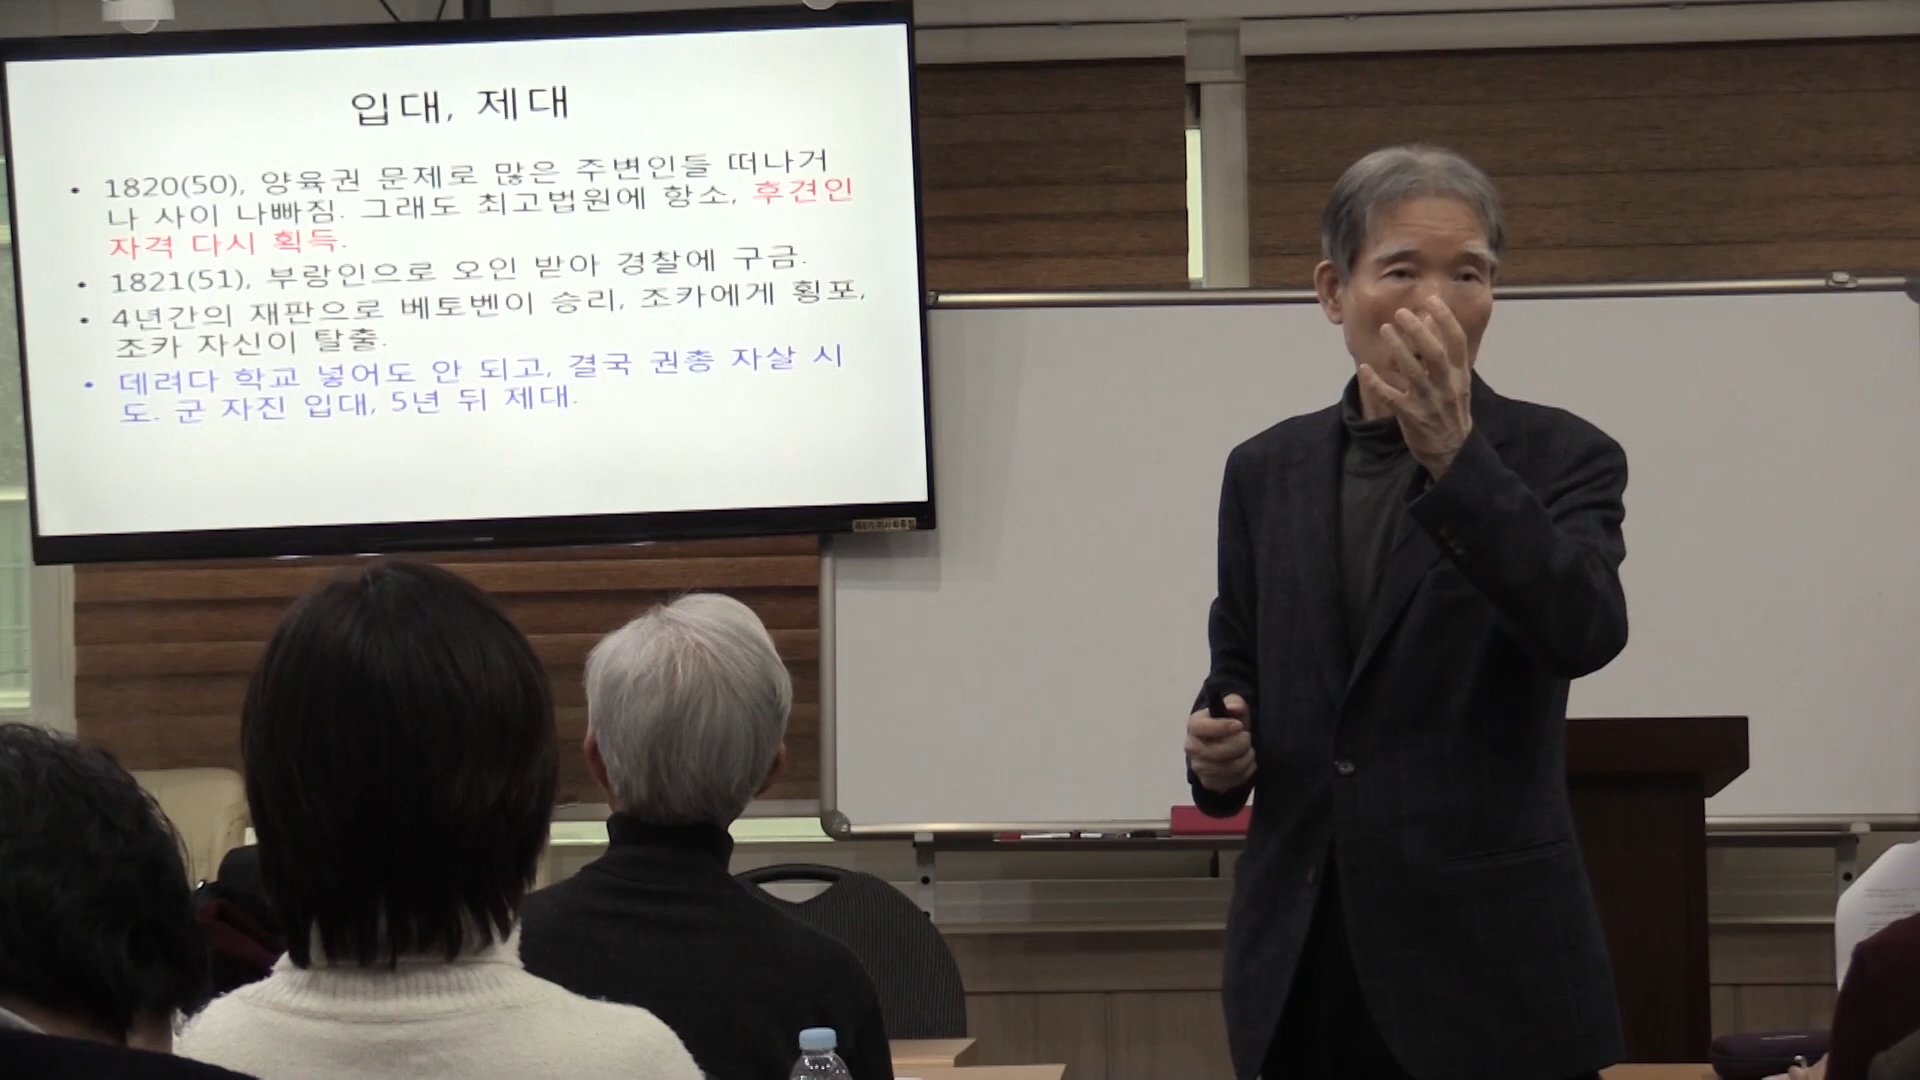 입대, 제대
• 1820(50), 양육권 문제로 많은 주변인들 떠나거
나 사이 나빠짐. 그래도 최고법원에 항소, 후견인
자격 다시 획득.
• 1821(51), 부랑인으로 오인 받아 경찰에 구금.
• 4년간의 재판으로 베토벤이 승리, 조카에게 횡포,
조카 자신이 탈출.
• 데려다 학교 넣어도 안 되고, 결국 권총 자살 시
도. 군 자진 입대, 5년 뒤 제대.